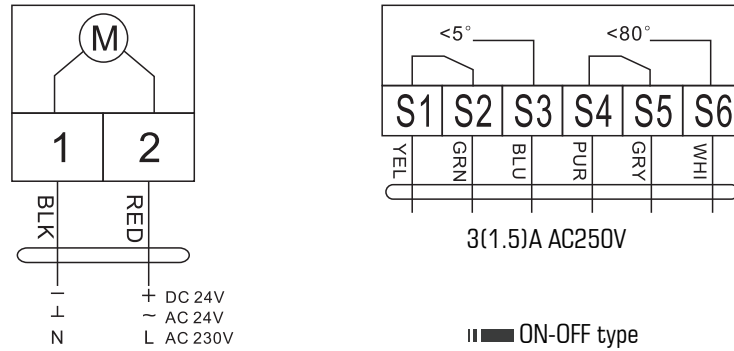 M
1 2
BLK RED
− + DC 24V
⊥ ~ AC 24V
N L AC 230V
<5° <80°
S1 S2 S3 S4 S5 S6
YEL GRN BLU PUR GRY WHI
3(1.5)A AC250V
ON-OFF type